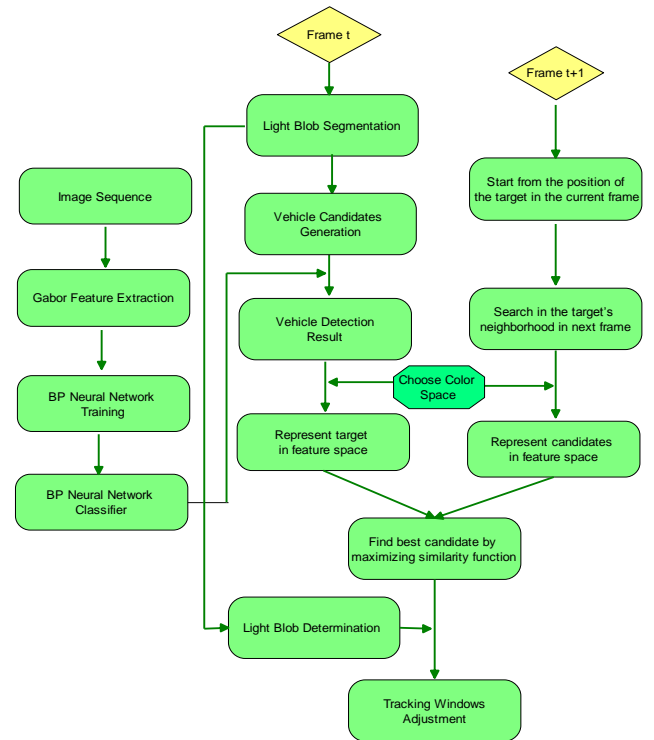 Frame t
Frame t+1
Light Blob Segmentation
Image Sequence
Start from the position of
the target in the current frame
Vehicle Candidates
Generation
Gabor Feature Extraction
Vehicle Detection
Result
Search in the target's
neighborhood in next frame
BP Neural Network
Training
Choose Color
Space
Represent target
in feature space
Represent candidates
in feature space
BP Neural Network
Classifier
Find best candidate by
maximizing similarity function
Light Blob Determination
Tracking Windows
Adjustment